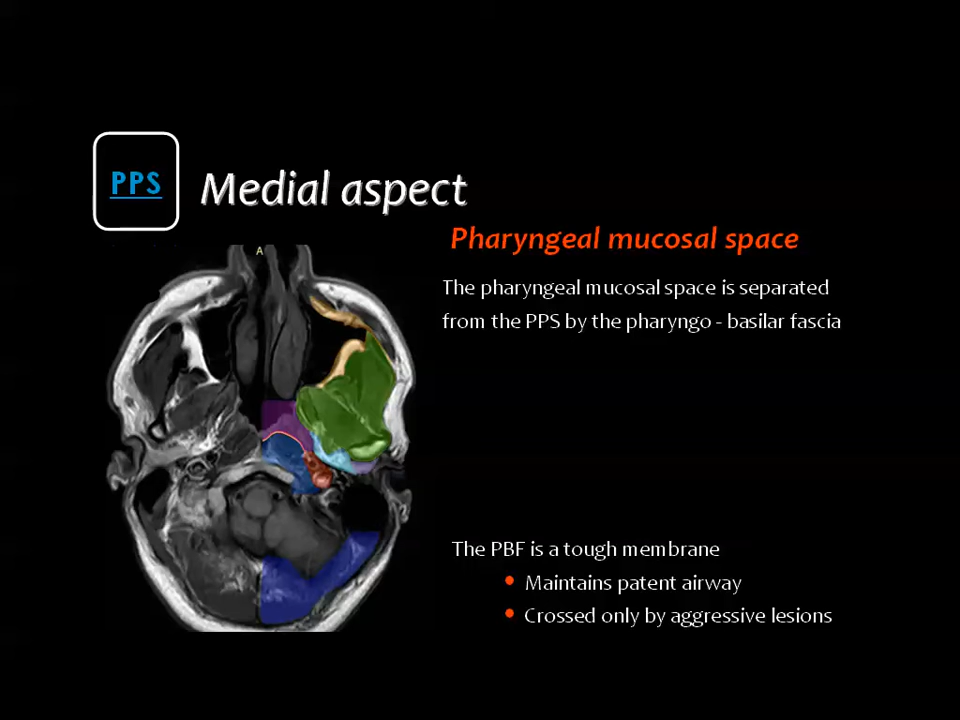 PPS
Medial aspect
Pharyngeal mucosal space
A
The pharyngeal mucosal space is separated
from the PPS by the pharyngo - basilar fascia
The PBF is a tough membrane
• Maintains patent airway
• Crossed only by aggressive lesions